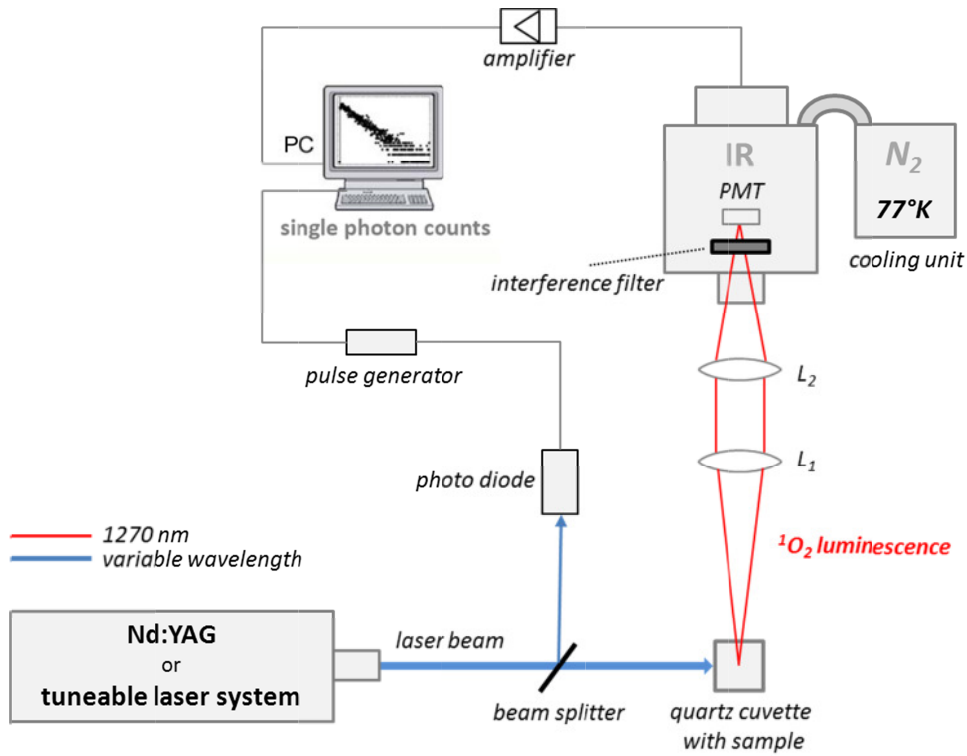 amplifier
PC
single photon counts
IR
PMT
N₂
77°K
cooling unit
interference filter
pulse generator
L₂
L₁
photo diode
1270 nm
variable wavelength
¹O₂ luminescence
Nd:YAG
or
tuneable laser system
laser beam
beam splitter
quartz cuvette
with sample